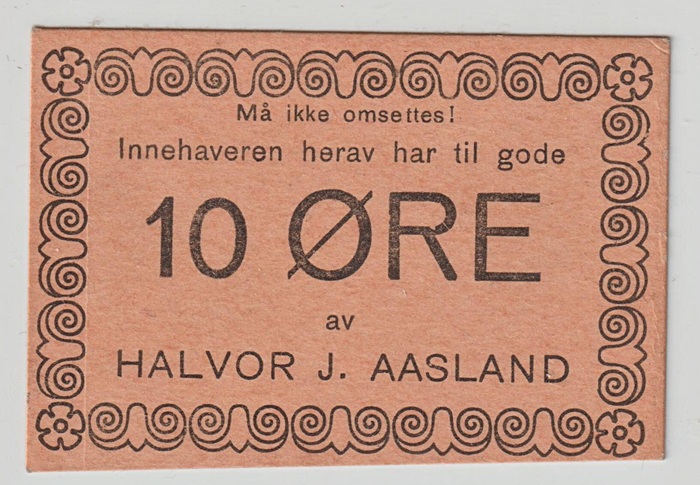 Må ikke omsettes!
Innehaveren herav har til gode
10 ØRE
av
HALVOR J. AASLAND